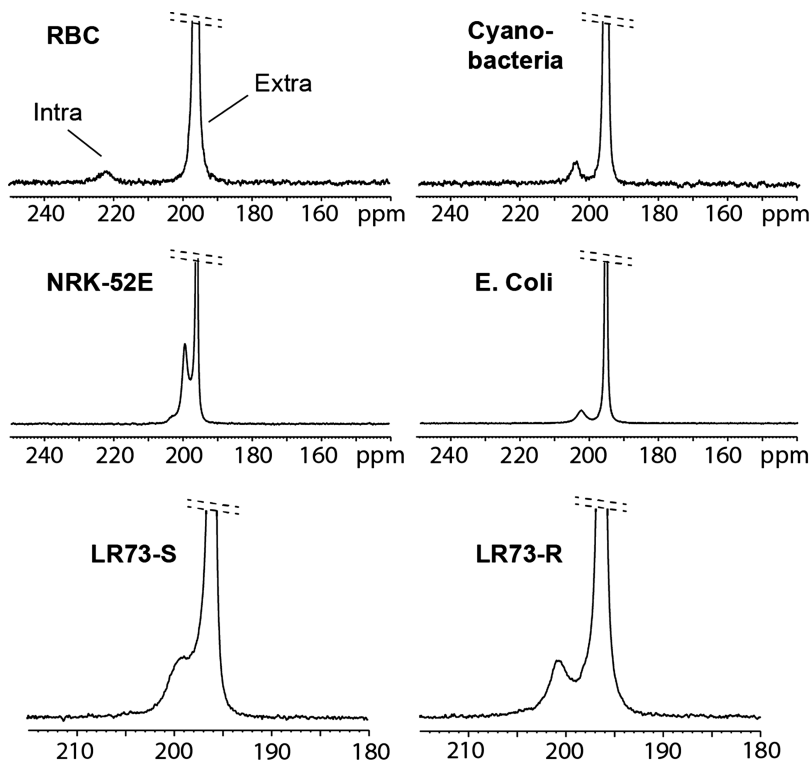 RBC
Intra
Extra
240 220 200 180 160 ppm
Cyano-
bacteria
240 220 200 180 160 ppm
NRK-52E
240 220 200 180 160 ppm
E. Coli
240 220 200 180 160 ppm
LR73-S
210 200 190 180
LR73-R
210 200 190 180